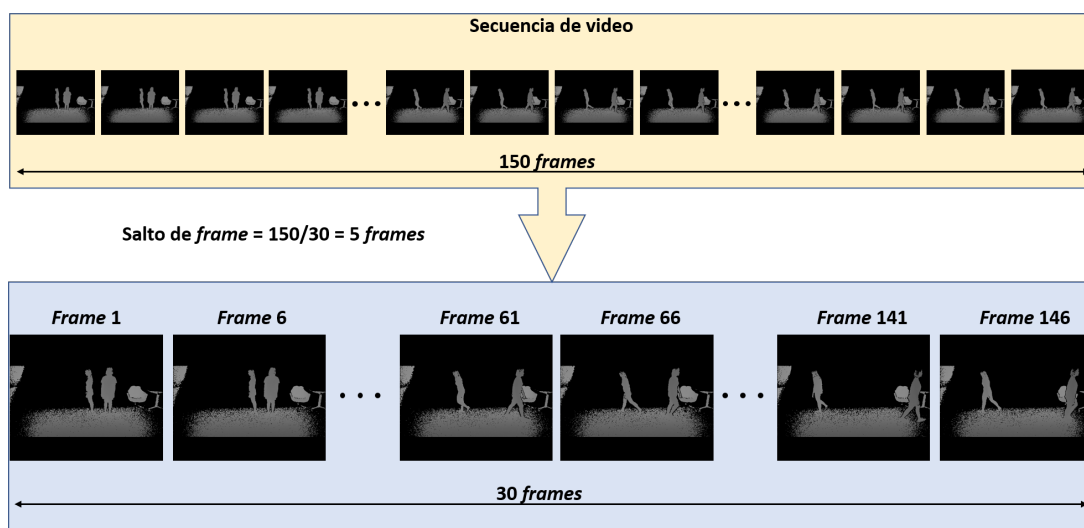 Secuencia de video
150 frames
Salto de frame = 150/30 = 5 frames
Frame 1 Frame 6 Frame 61 Frame 66 Frame 141 Frame 146
30 frames